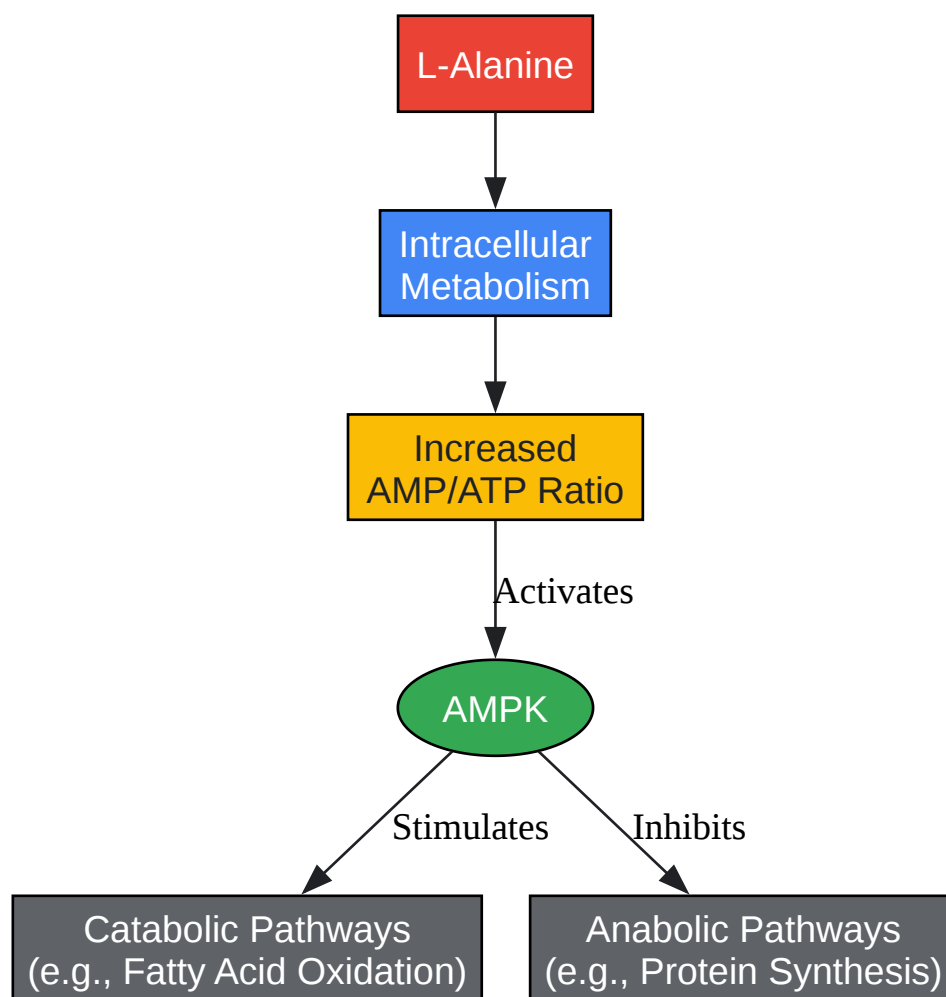 L-Alanine
Intracellular
Metabolism
Increased
AMP/ATP Ratio
Activates
AMPK
Stimulates
Inhibits
Catabolic Pathways
(e.g., Fatty Acid Oxidation)
Anabolic Pathways
(e.g., Protein Synthesis)